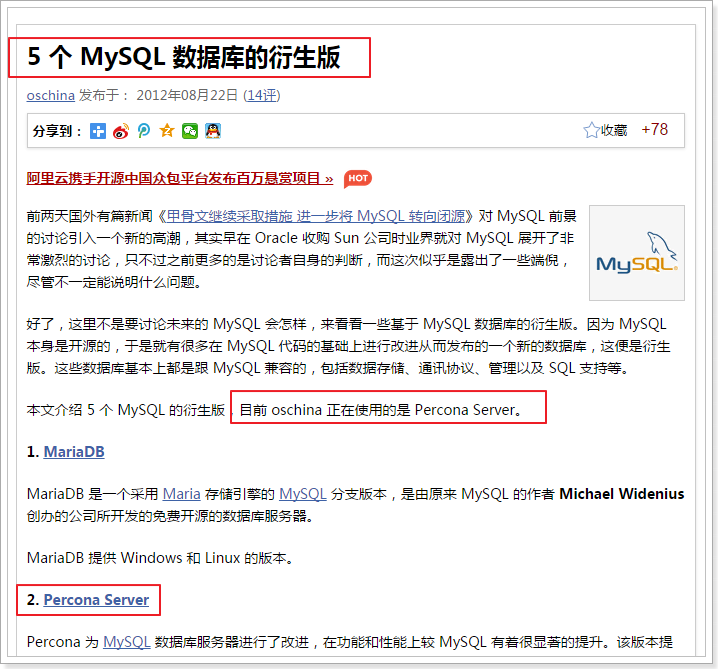 5 个 MySQL 数据库的衍生版
oschina 发布于： 2012年08月22日 (14评)
分享到： 收藏 +78
阿里云携手开源中国众包平台发布百万悬赏项目 » HOT
前两天国外有篇新闻《甲骨文继续采取措施 进一步将 MySQL 转向闭源》对 MySQL 前景
的讨论引入一个新的高潮，其实早在 Oracle 收购 Sun 公司时业界就对 MySQL 展开了非
常激烈的讨论，只不过之前更多的是讨论者自身的判断，而这次似乎是露出了一些端倪，
尽管不一定能说明什么问题。
MySQL
好了，这里不是要讨论未来的 MySQL 会怎样，来看看一些基于 MySQL 数据库的衍生版。因为 MySQL
本身是开源的，于是就有很多在 MySQL 代码的基础上进行改进从而发布的一个新的数据库，这便是衍生
版。这些数据库基本上都是跟 MySQL 兼容的，包括数据存储、通讯协议、管理以及 SQL 支持等。
本文介绍 5 个 MySQL 的衍生版，目前 oschina 正在使用的是 Percona Server。
1. MariaDB
MariaDB 是一个采用 Maria 存储引擎的 MySQL 分支版本，是由原来 MySQL 的作者 Michael Widenius
创办的公司所开发的免费开源的数据库服务器。
MariaDB 提供 Windows 和 Linux 的版本。
2. Percona Server
Percona 为 MySQL 数据库服务器进行了改进，在功能和性能上较 MySQL 有着很显著的提升。该版本提